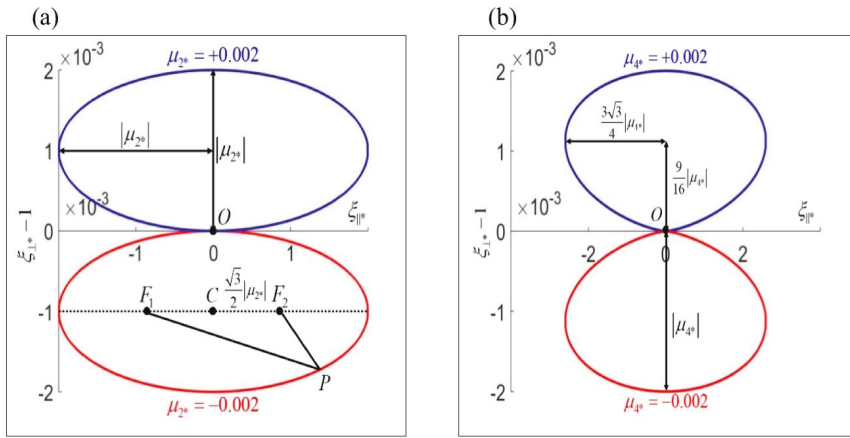 (a)
×10⁻³
μ₂* = +0.002
2
|μ₂*|
|μ₂*|
1
×10⁻³
O
ξ∥*
0
-1
0
1
ξ⊥* − 1
F₁
C
√3/2 |μ₂*|
F₂
-1
P
-2
μ₂* = −0.002
(b)
×10⁻³
μ₄* = +0.002
2
3√3/4 |μ₄*|
1
9/16 |μ₄*|
×10⁻³
O
ξ∥*
0
-2
0
2
ξ⊥* − 1
-1
|μ₄*|
-2
μ₄* = −0.002